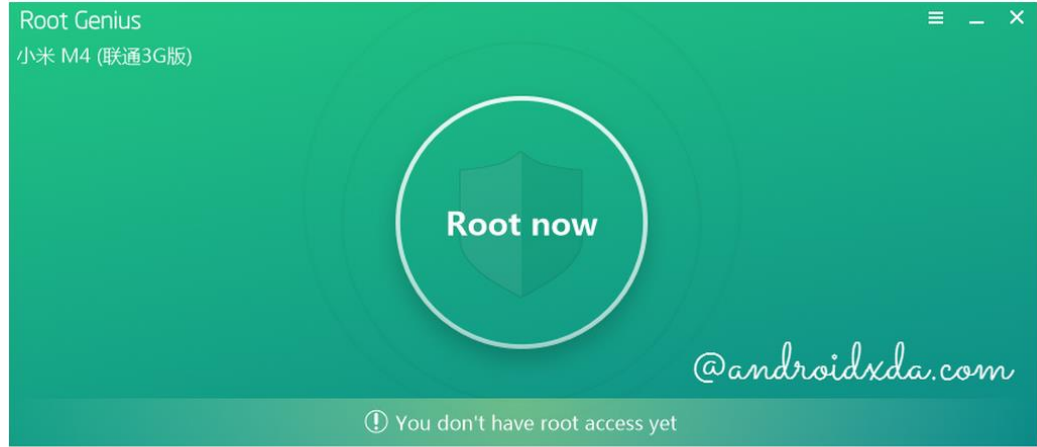 Root Genius
小米 M4 (联通3G版)
Root now
@androidxda.com
You don't have root access yet